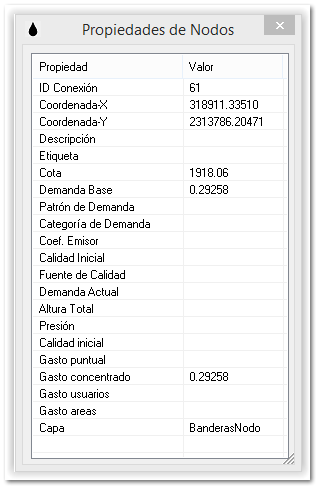 Propiedades de Nodos
Propiedad Valor
ID Conexión 61
Coordenada-X 318911.33510
Coordenada-Y 2313786.20471
Descripción
Etiqueta
Cota 1918.06
Demanda Base 0.29258
Patrón de Demanda
Categoría de Demanda
Coef. Emisor
Calidad Inicial
Fuente de Calidad
Demanda Actual
Altura Total
Presión
Calidad inicial
Gasto puntual
Gasto concentrado 0.29258
Gasto usuarios
Gasto areas
Capa BanderasNodo